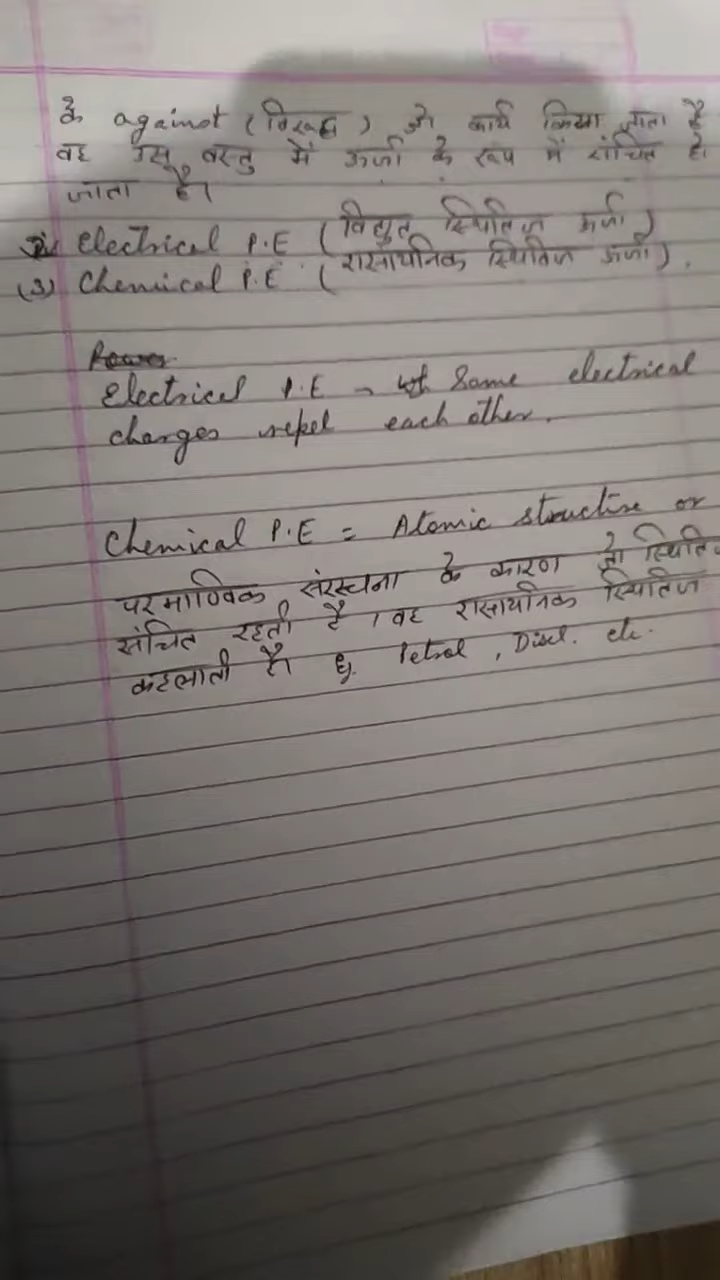 के against (विरुद्ध) जो कार्य किया जाता है
वह उस वस्तु में ऊर्जा के रूप में संचित हो
जाता है।
Electrical P.E (विद्युत स्थितिज ऊर्जा)
(3) Chemical P.E (रासायनिक स्थितिज ऊर्जा).
Power
Electrical P.E → Same electrical
charges repel each other.
Chemical P.E = Atomic structure or
परमाण्विक संरचना के कारण जो स्थिति
संचित रहती है । वह रासायनिक स्थितिज
कहलाती है। Eg. Petrol, Disel. etc.